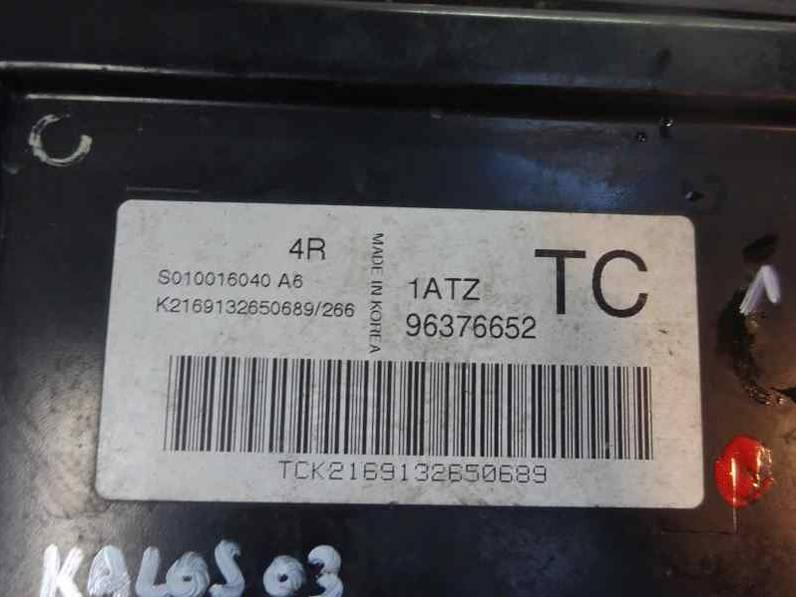 4R
S010016040 A6
K2169132650689/266
MADE IN KOREA
1ATZ
96376652
TC
TCK2169132650689
KALOS 03